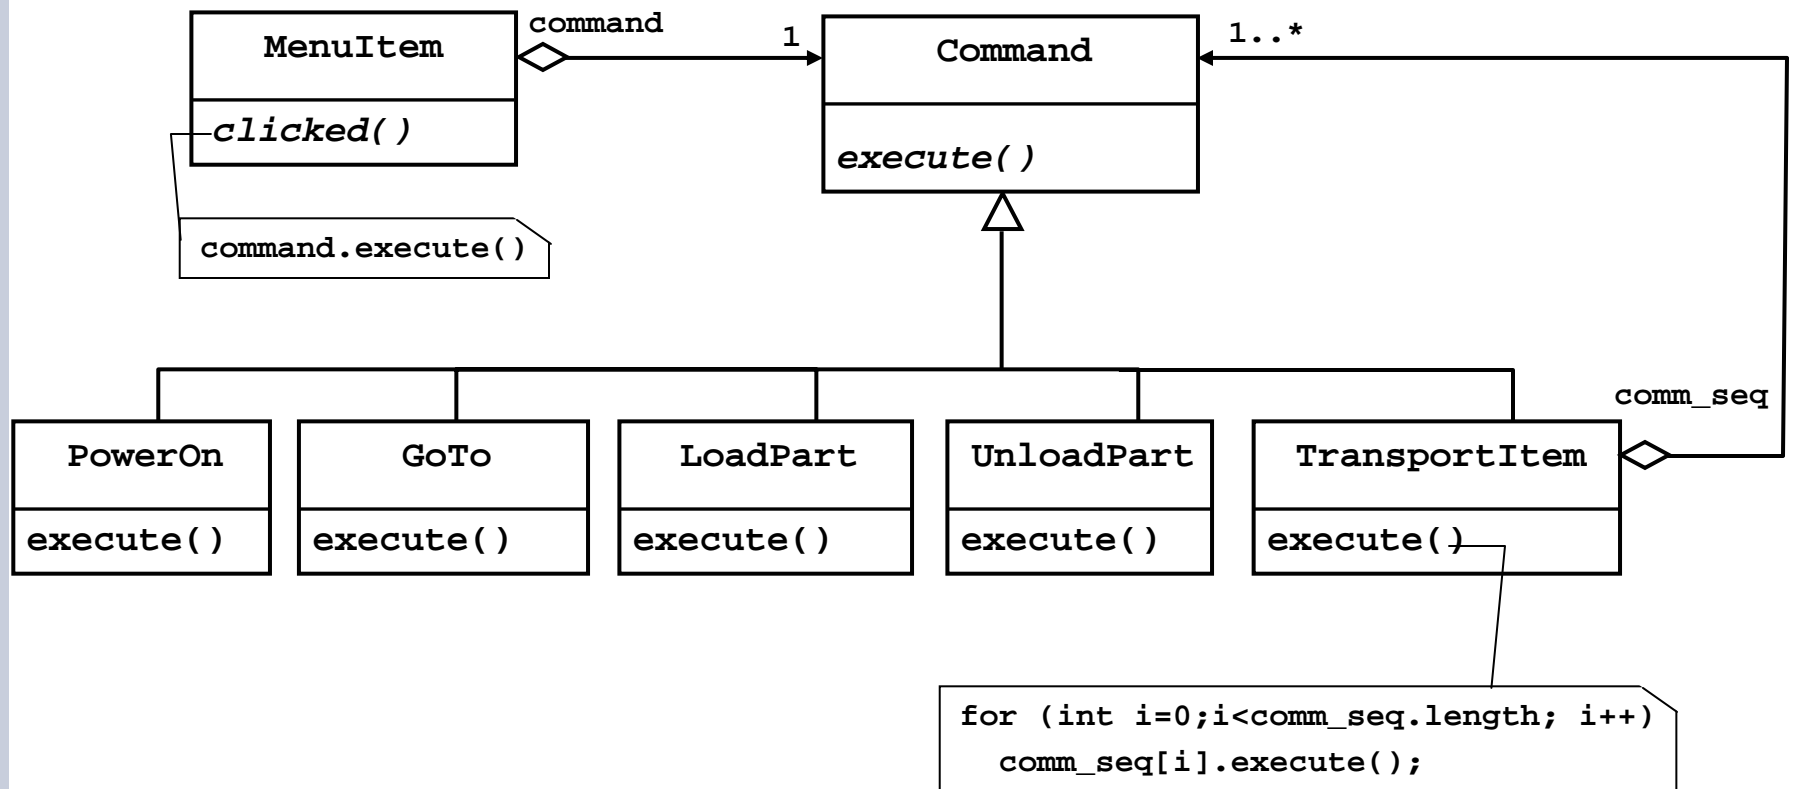 command
1
1..*
MenuItem
Command
clicked()
execute()
command.execute()
comm_seq
PowerOn
GoTo
LoadPart
UnloadPart
TransportItem
execute()
execute()
execute()
execute()
execute()
for (int i=0;i<comm_seq.length; i++)
comm_seq[i].execute();